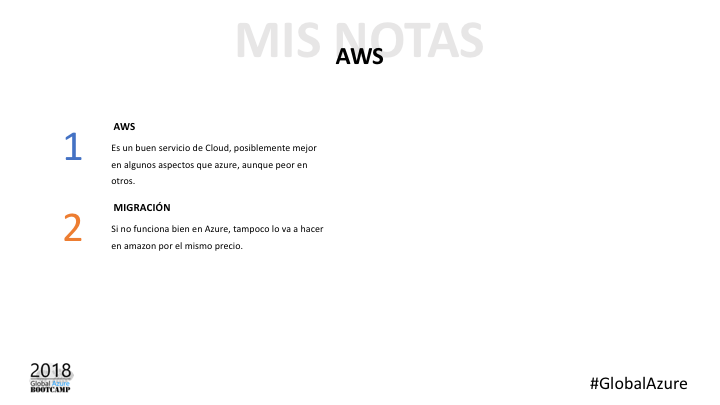 MIS NOTAS
AWS
1
AWS
Es un buen servicio de Cloud, posiblemente mejor
en algunos aspectos que azure, aunque peor en
otros.
2
MIGRACIÓN
Si no funciona bien en Azure, tampoco lo va a hacer
en amazon por el mismo precio.
2018
Global Azure
BOOTCAMP
#GlobalAzure